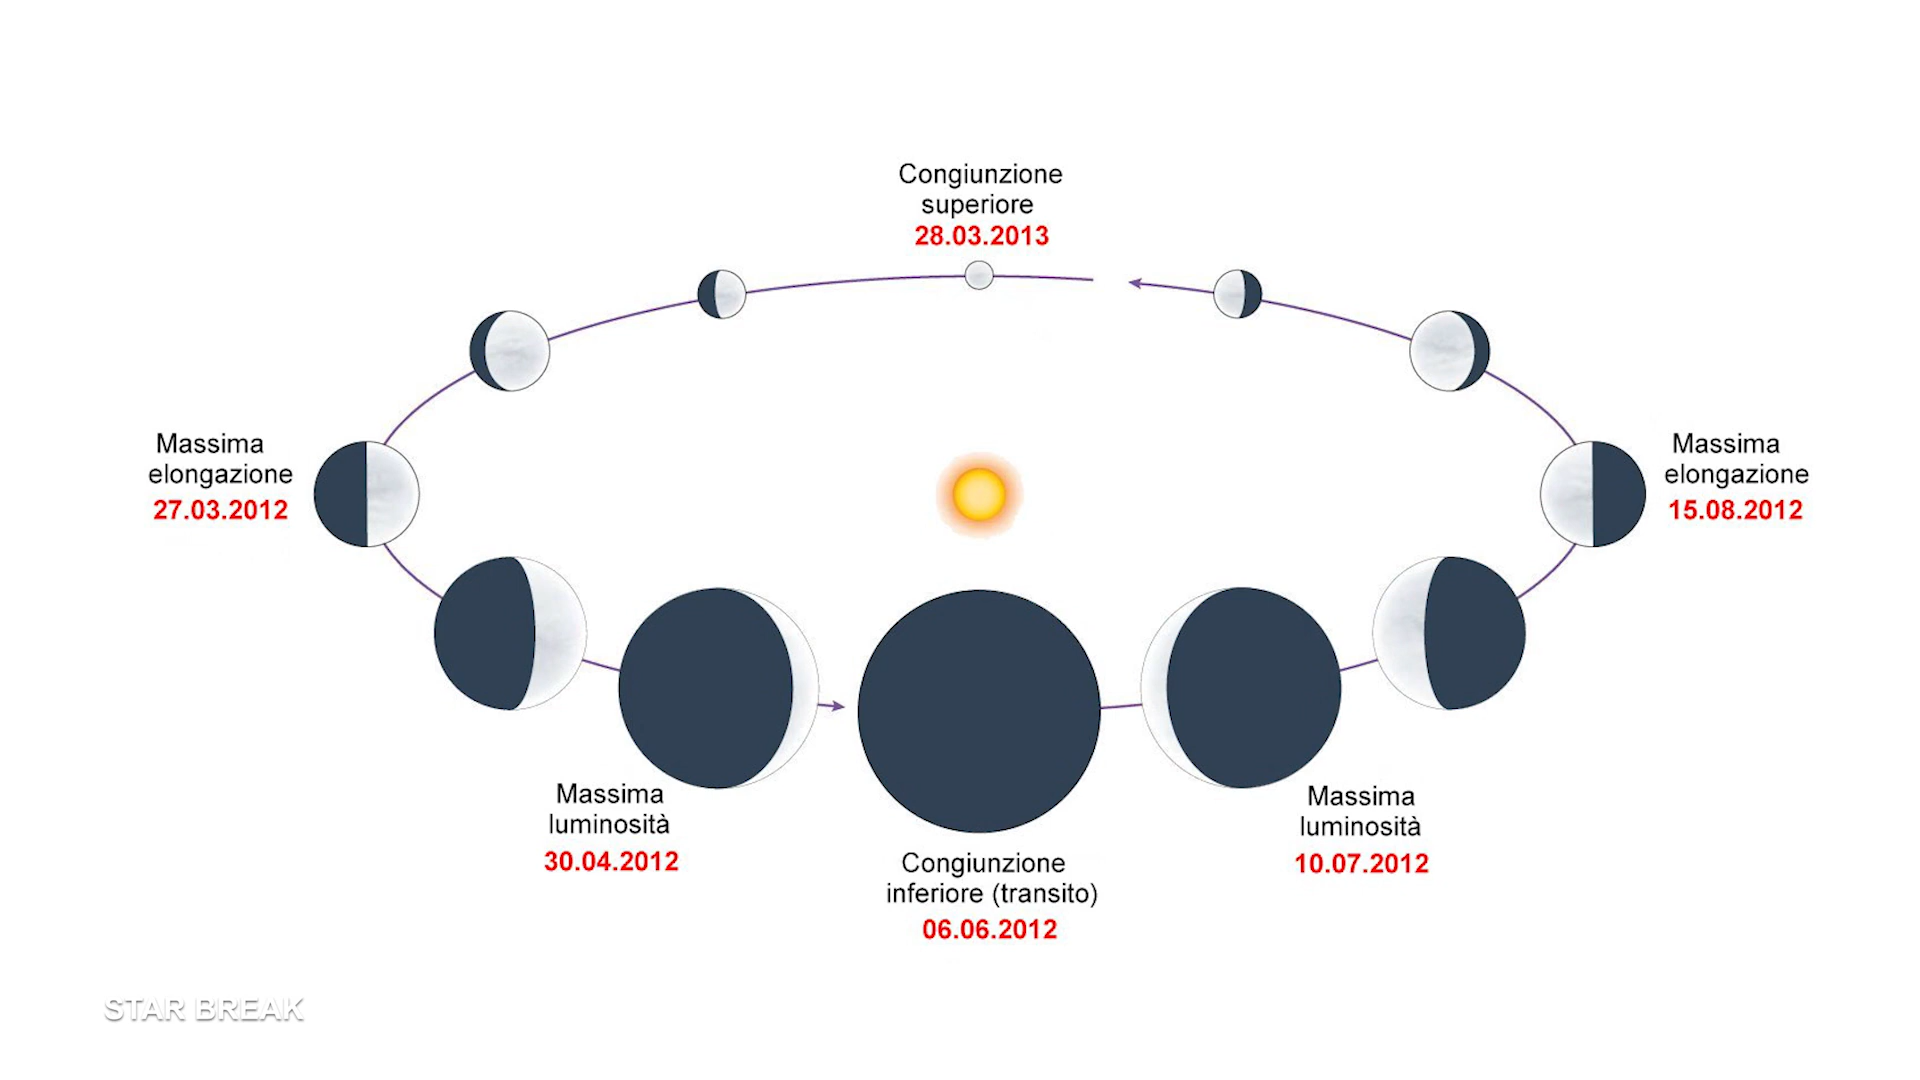 Congiunzione
superiore
28.03.2013
Massima
elongazione
27.03.2012
Massima
elongazione
15.08.2012
Massima
luminosità
30.04.2012
Massima
luminosità
10.07.2012
Congiunzione
inferiore (transito)
06.06.2012
STAR BREAK